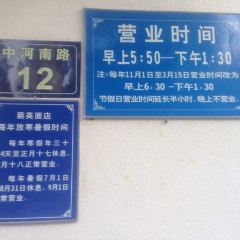 中河南路
12
营业时间
早上5:50—下午1:30
注:每年11月1日至3月15日营业时间改为
早上6:30-下午1:30
节假日营业时间延长半小时,晚上不营业。
菊英面店
每年放寒暑假时间
每年寒假年三十
4天至正月十七休息,
月十八正常营业。
每年暑假7月1日
8月31日休息,9月1日
常营业。